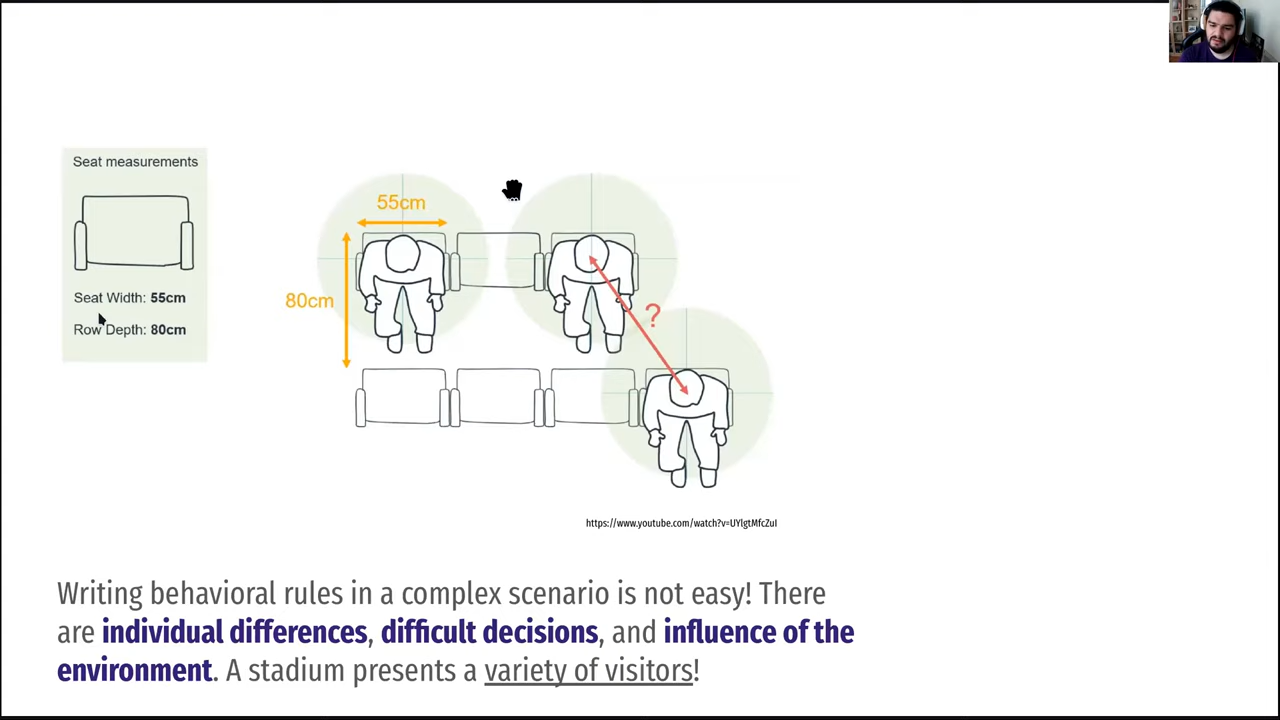 Seat measurements
Seat Width: 55cm
Row Depth: 80cm
55cm
80cm
?
https://www.youtube.com/watch?v=UYlgtMfcZuI
Writing behavioral rules in a complex scenario is not easy! There
are individual differences, difficult decisions, and influence of the
environment. A stadium presents a variety of visitors!